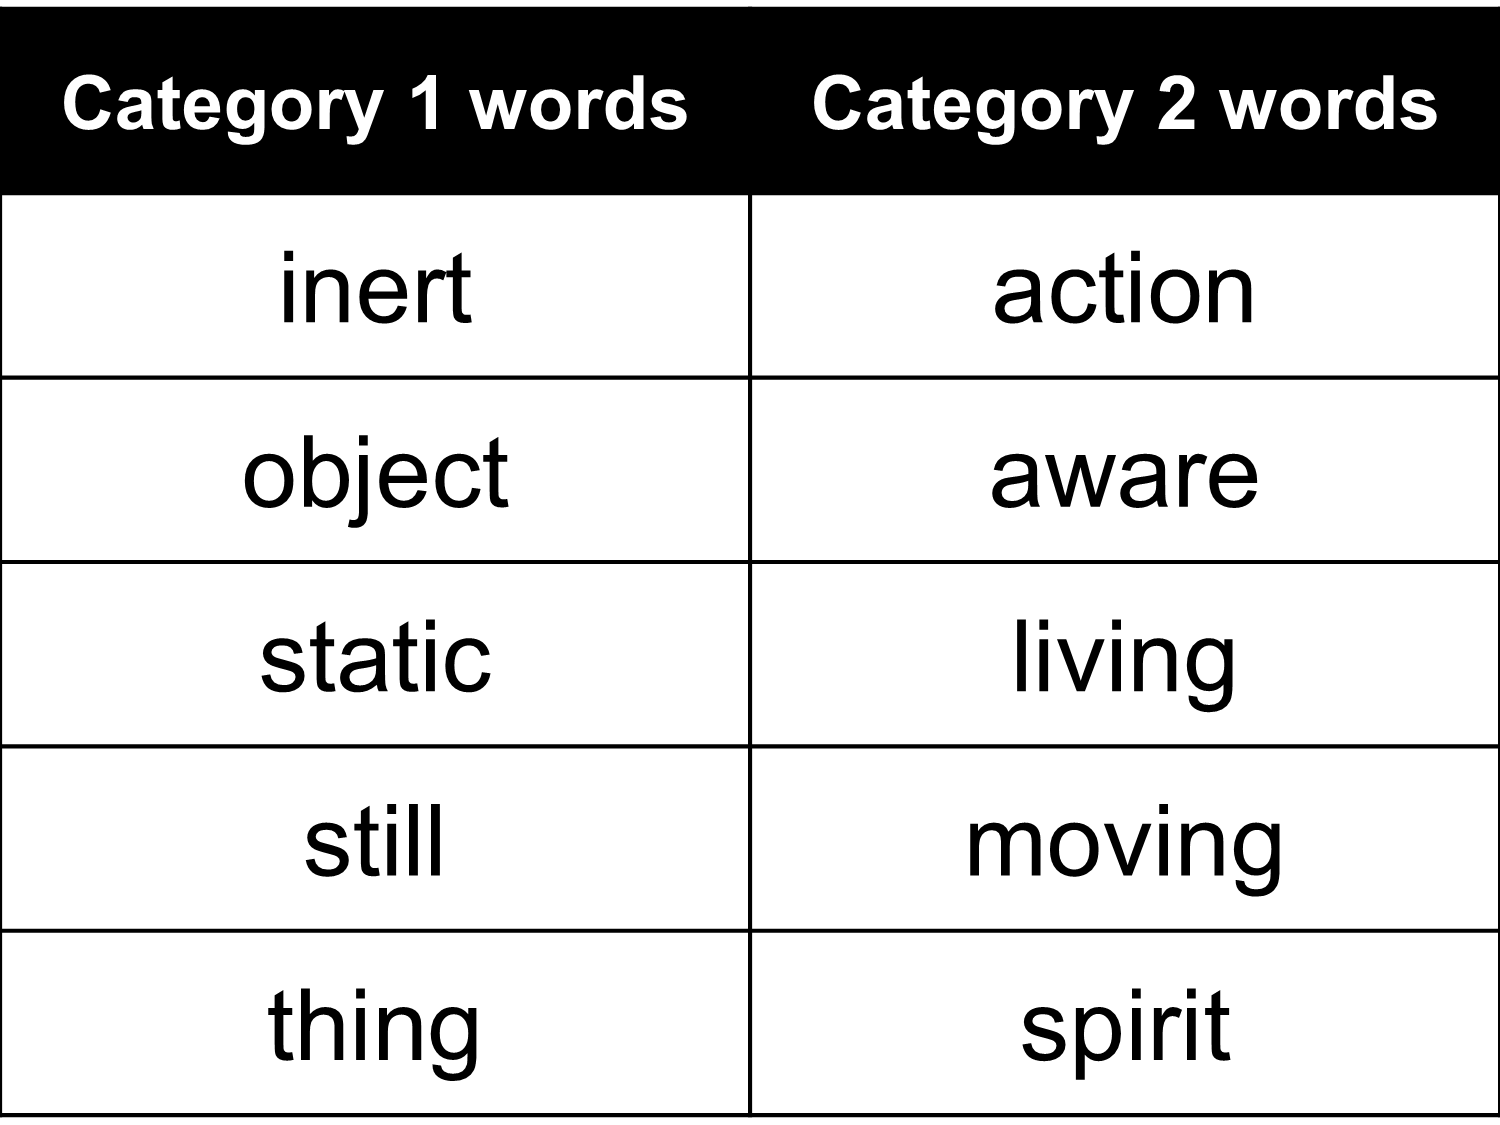 Category 1 words Category 2 words
inert action
object aware
static living
still moving
thing spirit